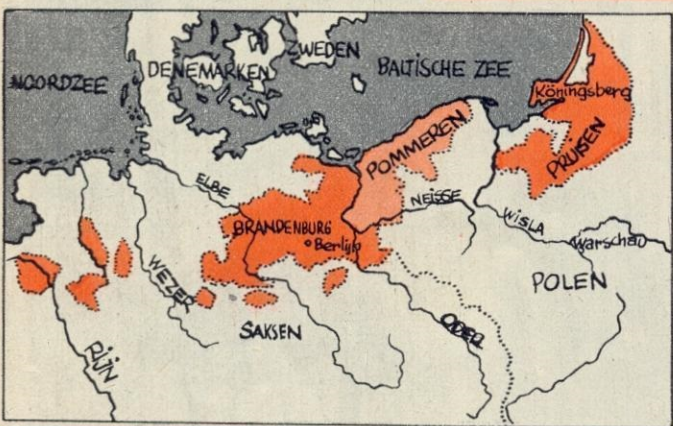 NOORDZEE
DENEMARKEN
ZWEDEN
BALTISCHE ZEE
Köningsberg
PRUISEN
POMMEREN
ELBE
NEISSE
WISLA
Warschau
BRANDENBURG
Berlijn
WEZER
POLEN
SAKSEN
ODER
RIJN